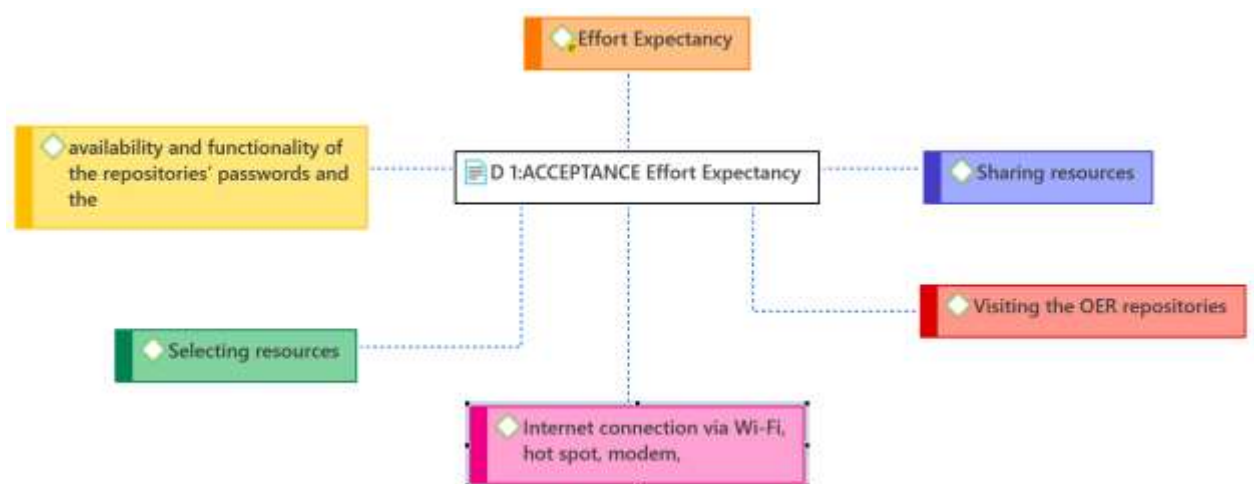 Effort Expectancy
availability and functionality of
the repositories' passwords and
the
D 1:ACCEPTANCE Effort Expectancy
Sharing resources
Visiting the OER repositories
Selecting resources
Internet connection via Wi-Fi,
hot spot, modem,